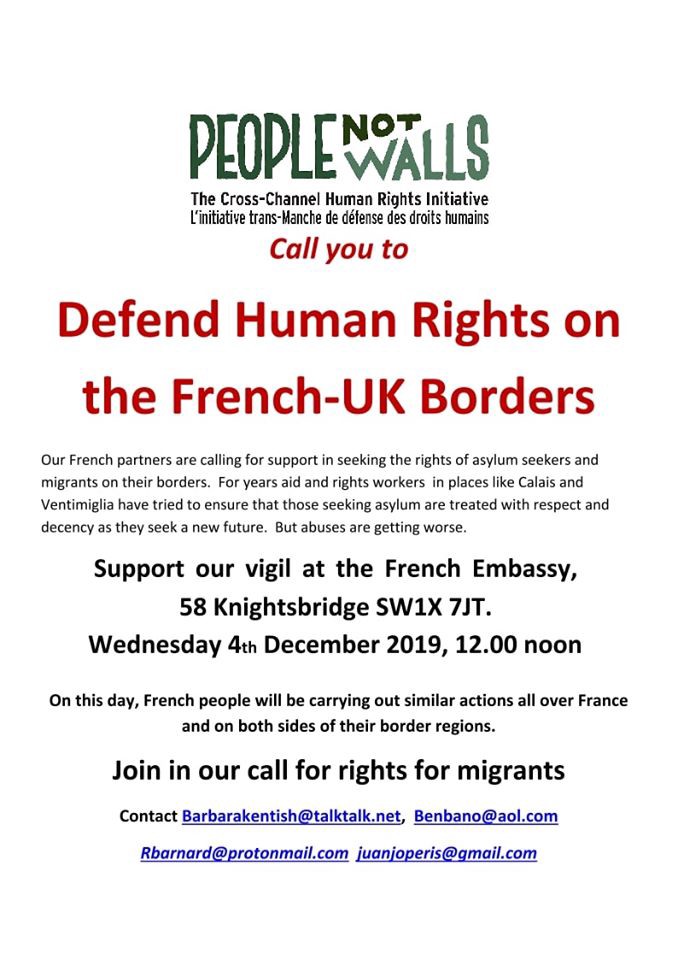 PEOPLE NOT WALLS
The Cross-Channel Human Rights Initiative
L'initiative trans-Manche de défense des droits humains
Call you to
Defend Human Rights on
the French-UK Borders
Our French partners are calling for support in seeking the rights of asylum seekers and
migrants on their borders.  For years aid and rights workers  in places like Calais and
Ventimiglia have tried to ensure that those seeking asylum are treated with respect and
decency as they seek a new future.  But abuses are getting worse.
Support our vigil at the French Embassy,
58 Knightsbridge SW1X 7JT.
Wednesday 4th December 2019, 12.00 noon
On this day, French people will be carrying out similar actions all over France
and on both sides of their border regions.
Join in our call for rights for migrants
Contact Barbarakentish@talktalk.net,  Benbano@aol.com
Rbarnard@protonmail.com  juanjoperis@gmail.com